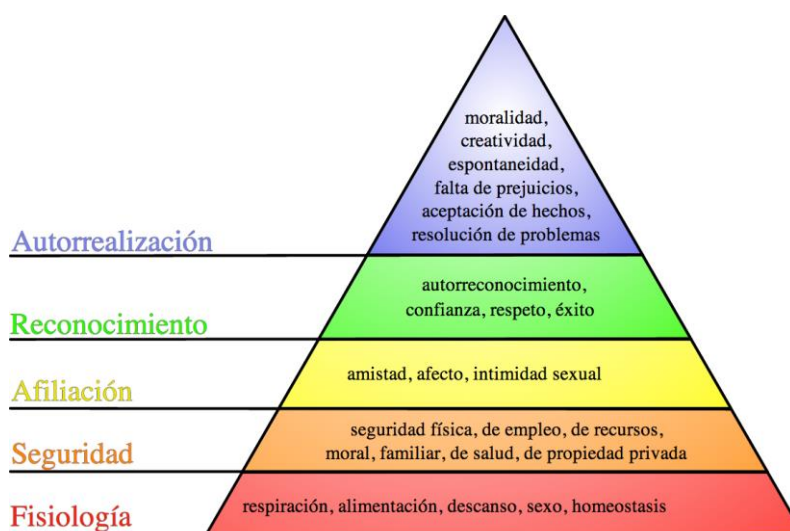 moralidad,
creatividad,
espontaneidad,
falta de prejuicios,
aceptación de hechos,
resolución de problemas
Autorrealización
autorreconocimiento,
confianza, respeto, éxito
Reconocimiento
amistad, afecto, intimidad sexual
Afiliación
seguridad física, de empleo, de recursos,
moral, familiar, de salud, de propiedad privada
Seguridad
respiración, alimentación, descanso, sexo, homeostasis
Fisiología